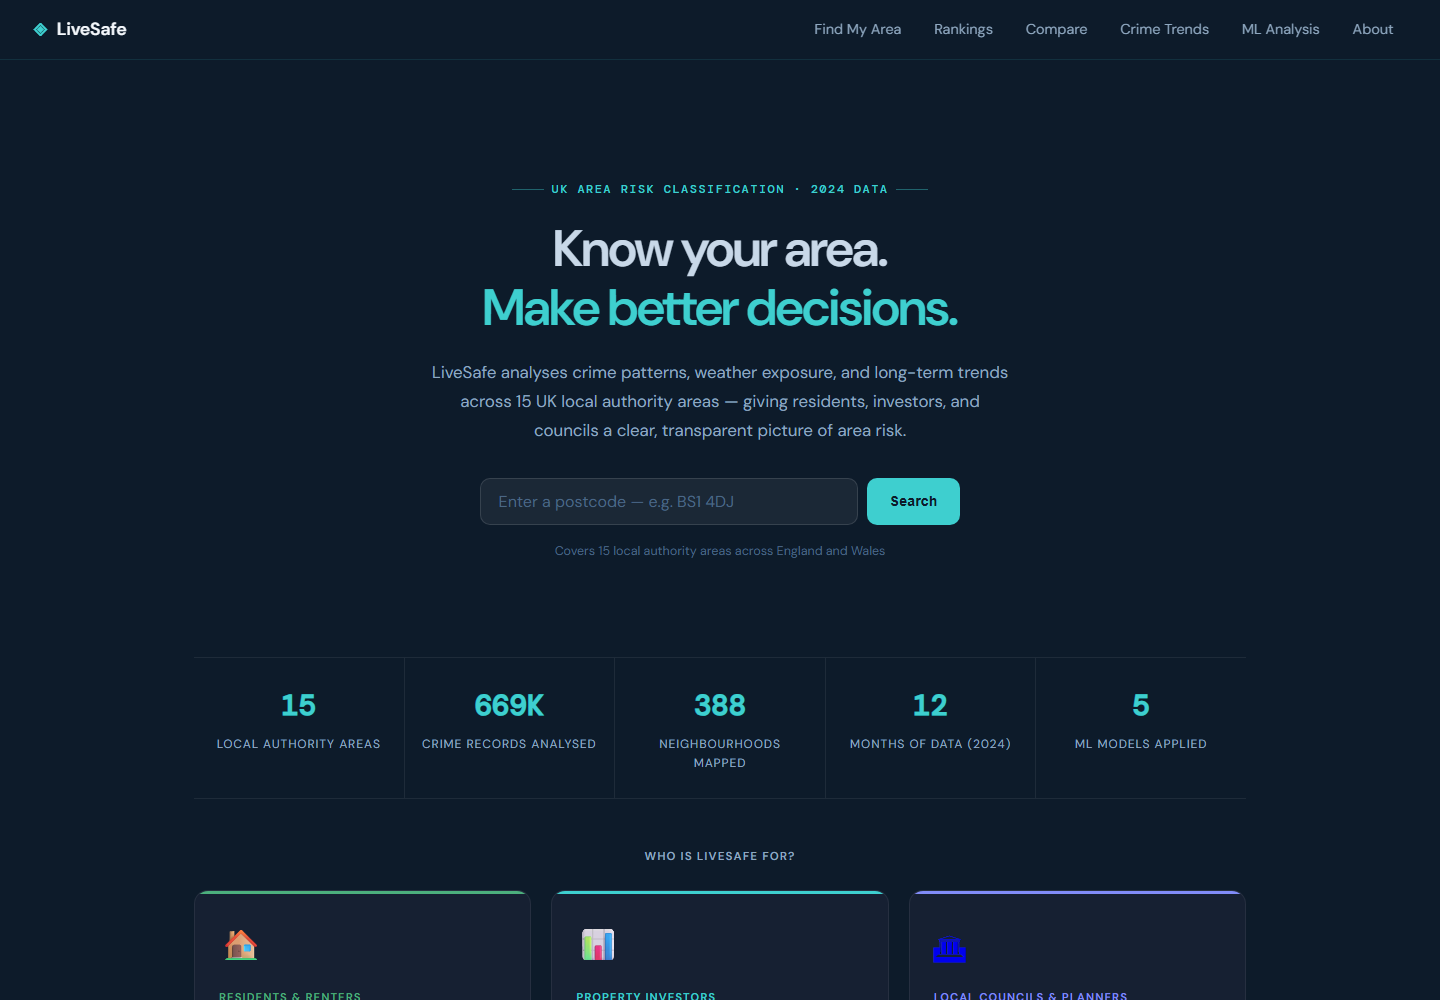 LiveSafe
Find My Area
Rankings
Compare
Crime Trends
ML Analysis
About
UK AREA RISK CLASSIFICATION · 2024 DATA
Know your area.
Make better decisions.
LiveSafe analyses crime patterns, weather exposure, and long-term trends
across 15 UK local authority areas — giving residents, investors, and
councils a clear, transparent picture of area risk.
Enter a postcode — e.g. BS1 4DJ
Search
Covers 15 local authority areas across England and Wales
15
LOCAL AUTHORITY AREAS
669K
CRIME RECORDS ANALYSED
388
NEIGHBOURHOODS
MAPPED
12
MONTHS OF DATA (2024)
5
ML MODELS APPLIED
WHO IS LIVESAFE FOR?
RESIDENTS & RENTERS
PROPERTY INVESTORS
LOCAL COUNCILS & PLANNERS